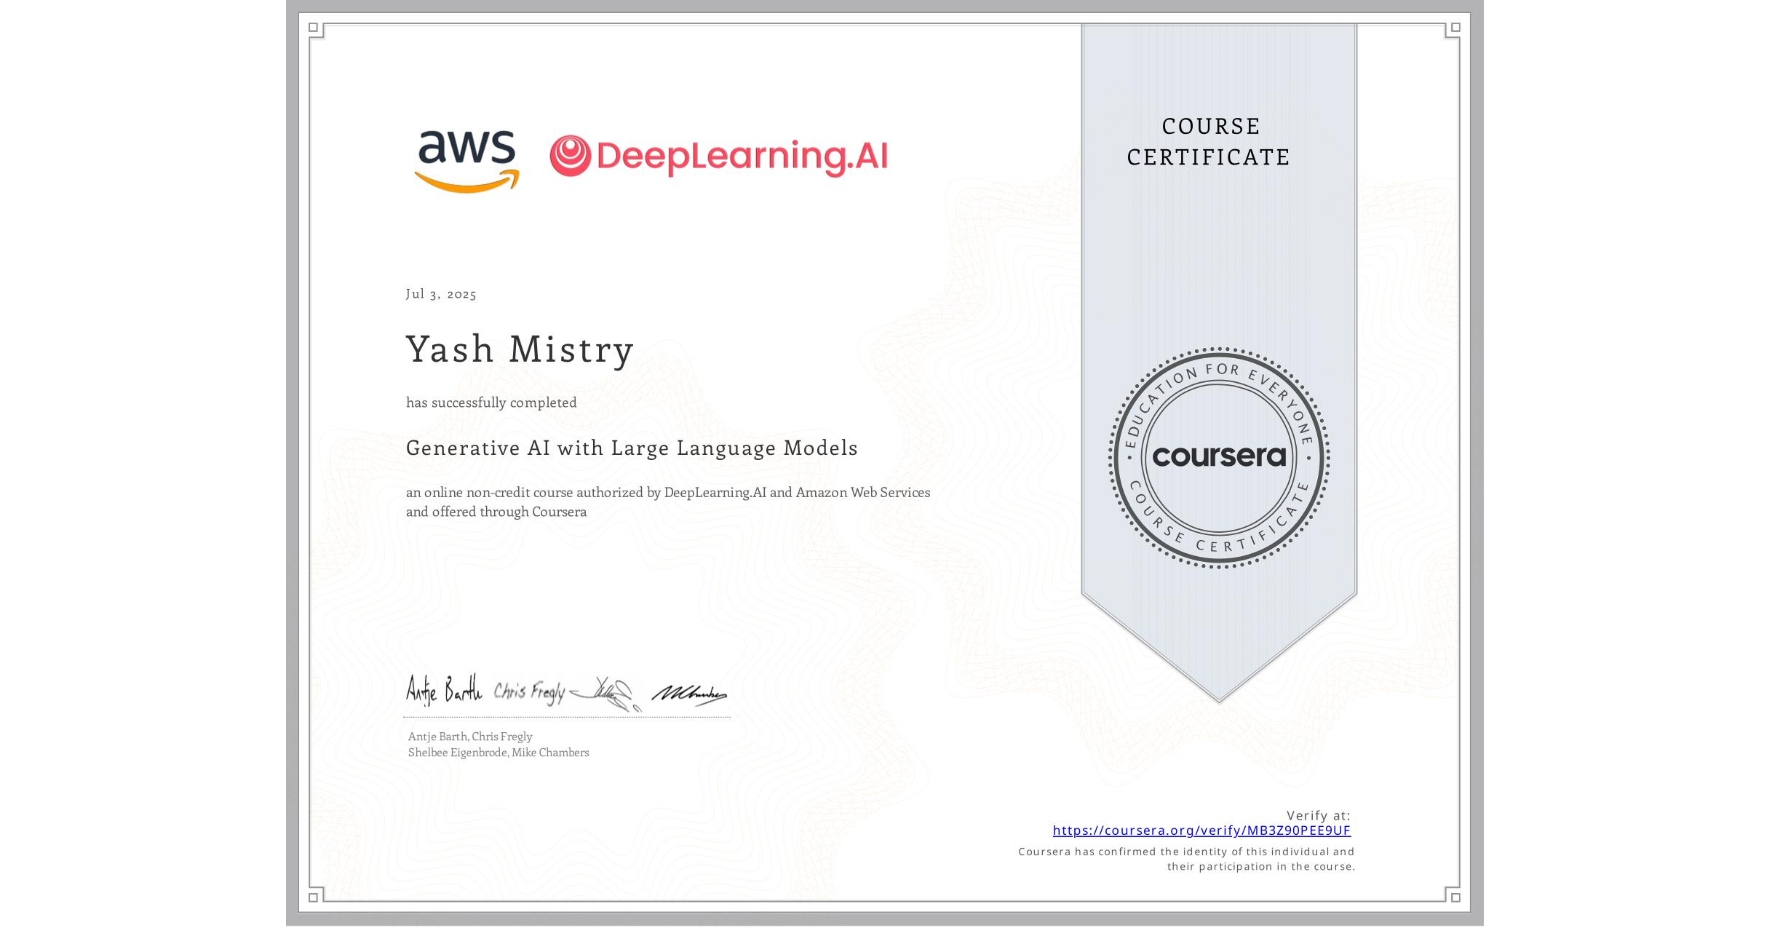 aws DeepLearning.AI
COURSE
CERTIFICATE
Jul 3, 2025
Yash Mistry
has successfully completed
Generative AI with Large Language Models
an online non-credit course authorized by DeepLearning.AI and Amazon Web Services
and offered through Coursera
EDUCATION FOR EVERYONE
coursera
COURSE CERTIFICATE
Antje Barth Chris Fregly
Antje Barth, Chris Fregly
Shelbee Eigenbrode, Mike Chambers
Verify at:
https://coursera.org/verify/MB3Z90PEE9UF
Coursera has confirmed the identity of this individual and
their participation in the course.